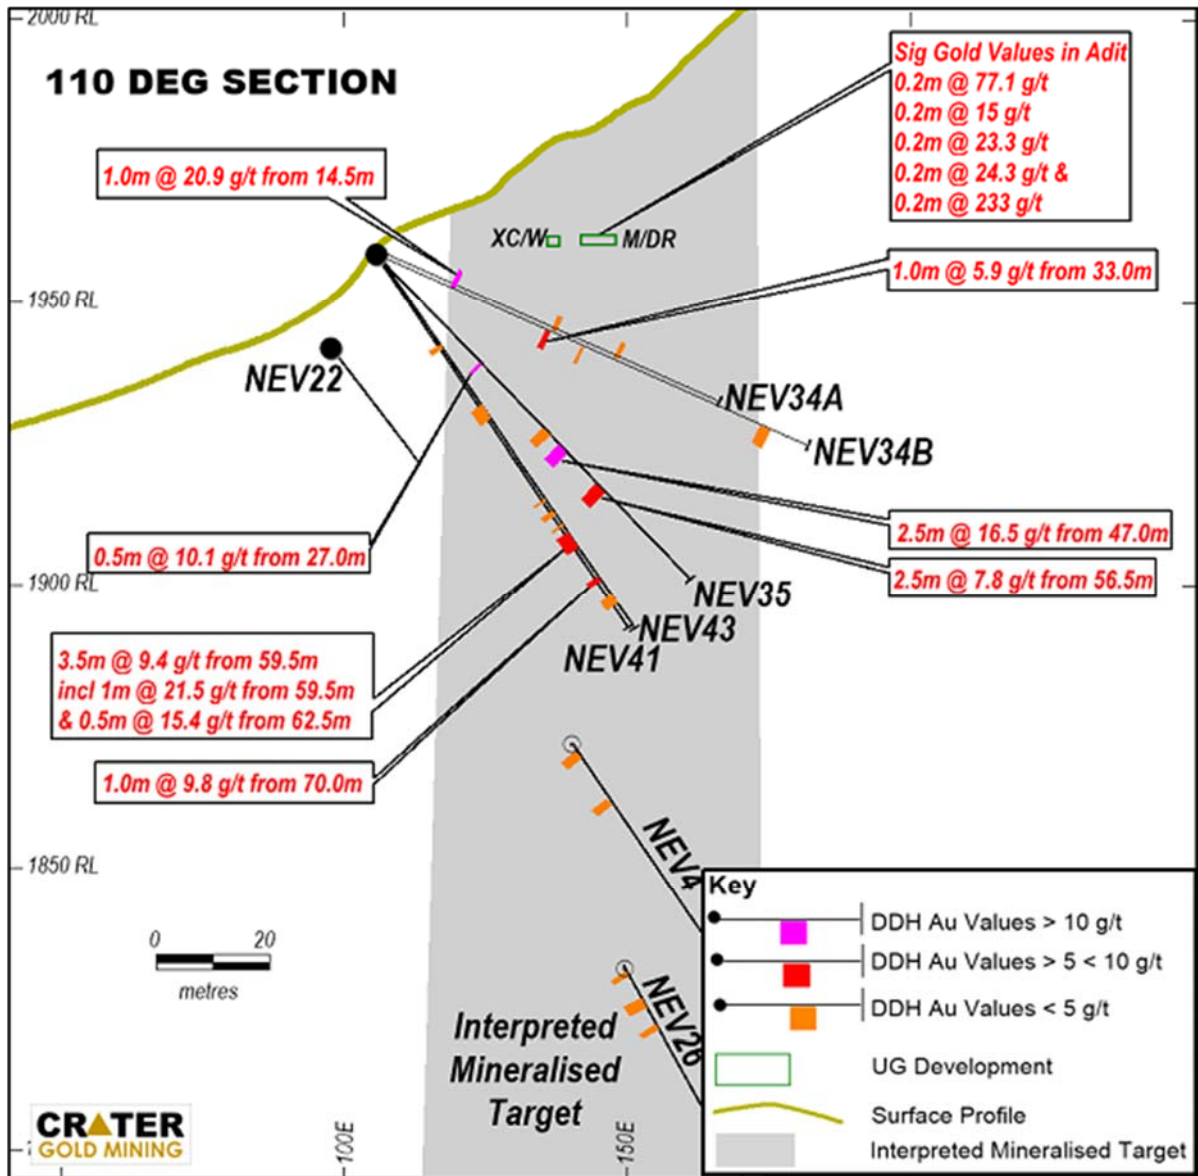 2000 RL
110 DEG SECTION
Sig Gold Values in Adit
0.2m @ 77.1 g/t
0.2m @ 15 g/t
0.2m @ 23.3 g/t
0.2m @ 24.3 g/t &
0.2m @ 233 g/t
1.0m @ 20.9 g/t from 14.5m
XC/W
M/DR
1.0m @ 5.9 g/t from 33.0m
1950 RL
NEV22
NEV34A
NEV34B
2.5m @ 16.5 g/t from 47.0m
0.5m @ 10.1 g/t from 27.0m
2.5m @ 7.8 g/t from 56.5m
1900 RL
NEV35
NEV43
NEV41
3.5m @ 9.4 g/t from 59.5m
incl 1m @ 21.5 g/t from 59.5m
& 0.5m @ 15.4 g/t from 62.5m
1.0m @ 9.8 g/t from 70.0m
NEV4
1850 RL
Key
DDH Au Values > 10 g/t
DDH Au Values > 5 < 10 g/t
DDH Au Values < 5 g/t
UG Development
Surface Profile
Interpreted Mineralised Target
0 20
metres
NEV26
Interpreted
Mineralised
Target
CRATER
GOLD MINING
100E
150E